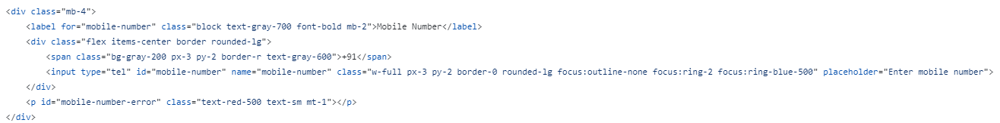 <div class="mb-4">
    <label for="mobile-number" class="block text-gray-700 font-bold mb-2">Mobile Number</label>
    <div class="flex items-center border rounded-lg">
        <span class="bg-gray-200 px-3 py-2 border-r text-gray-600">+91</span>
        <input type="tel" id="mobile-number" name="mobile-number" class="w-full px-3 py-2 border-0 rounded-lg focus:outline-none focus:ring-2 focus:ring-blue-500" placeholder="Enter mobile number">
    </div>
    <p id="mobile-number-error" class="text-red-500 text-sm mt-1"></p>
</div>